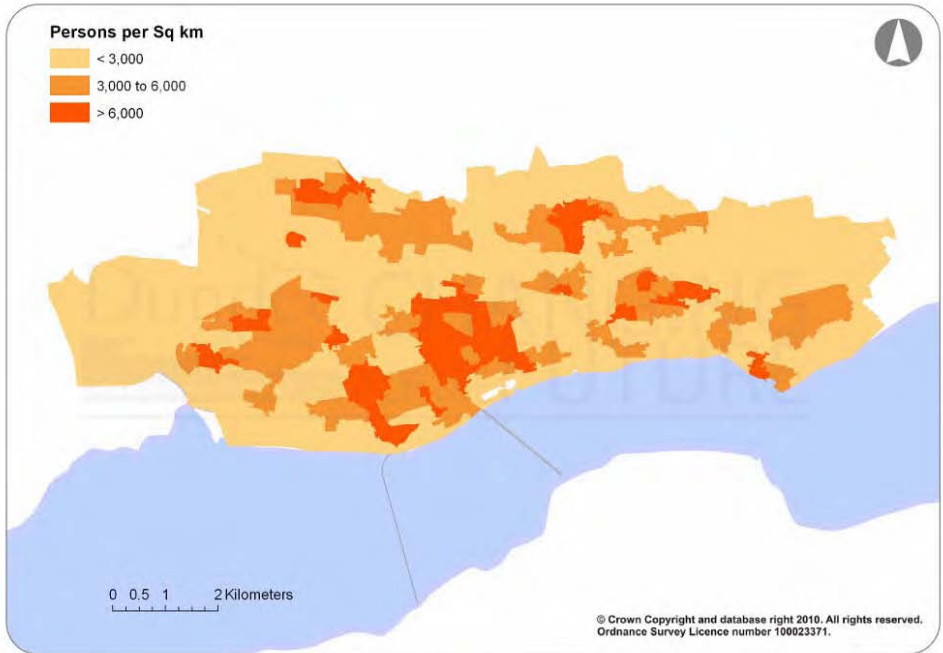 Persons per Sq km
< 3,000
3,000 to 6,000
> 6,000
0 0.5 1 2 Kilometers
© Crown Copyright and database right 2010. All rights reserved.
Ordnance Survey Licence number 100023371.